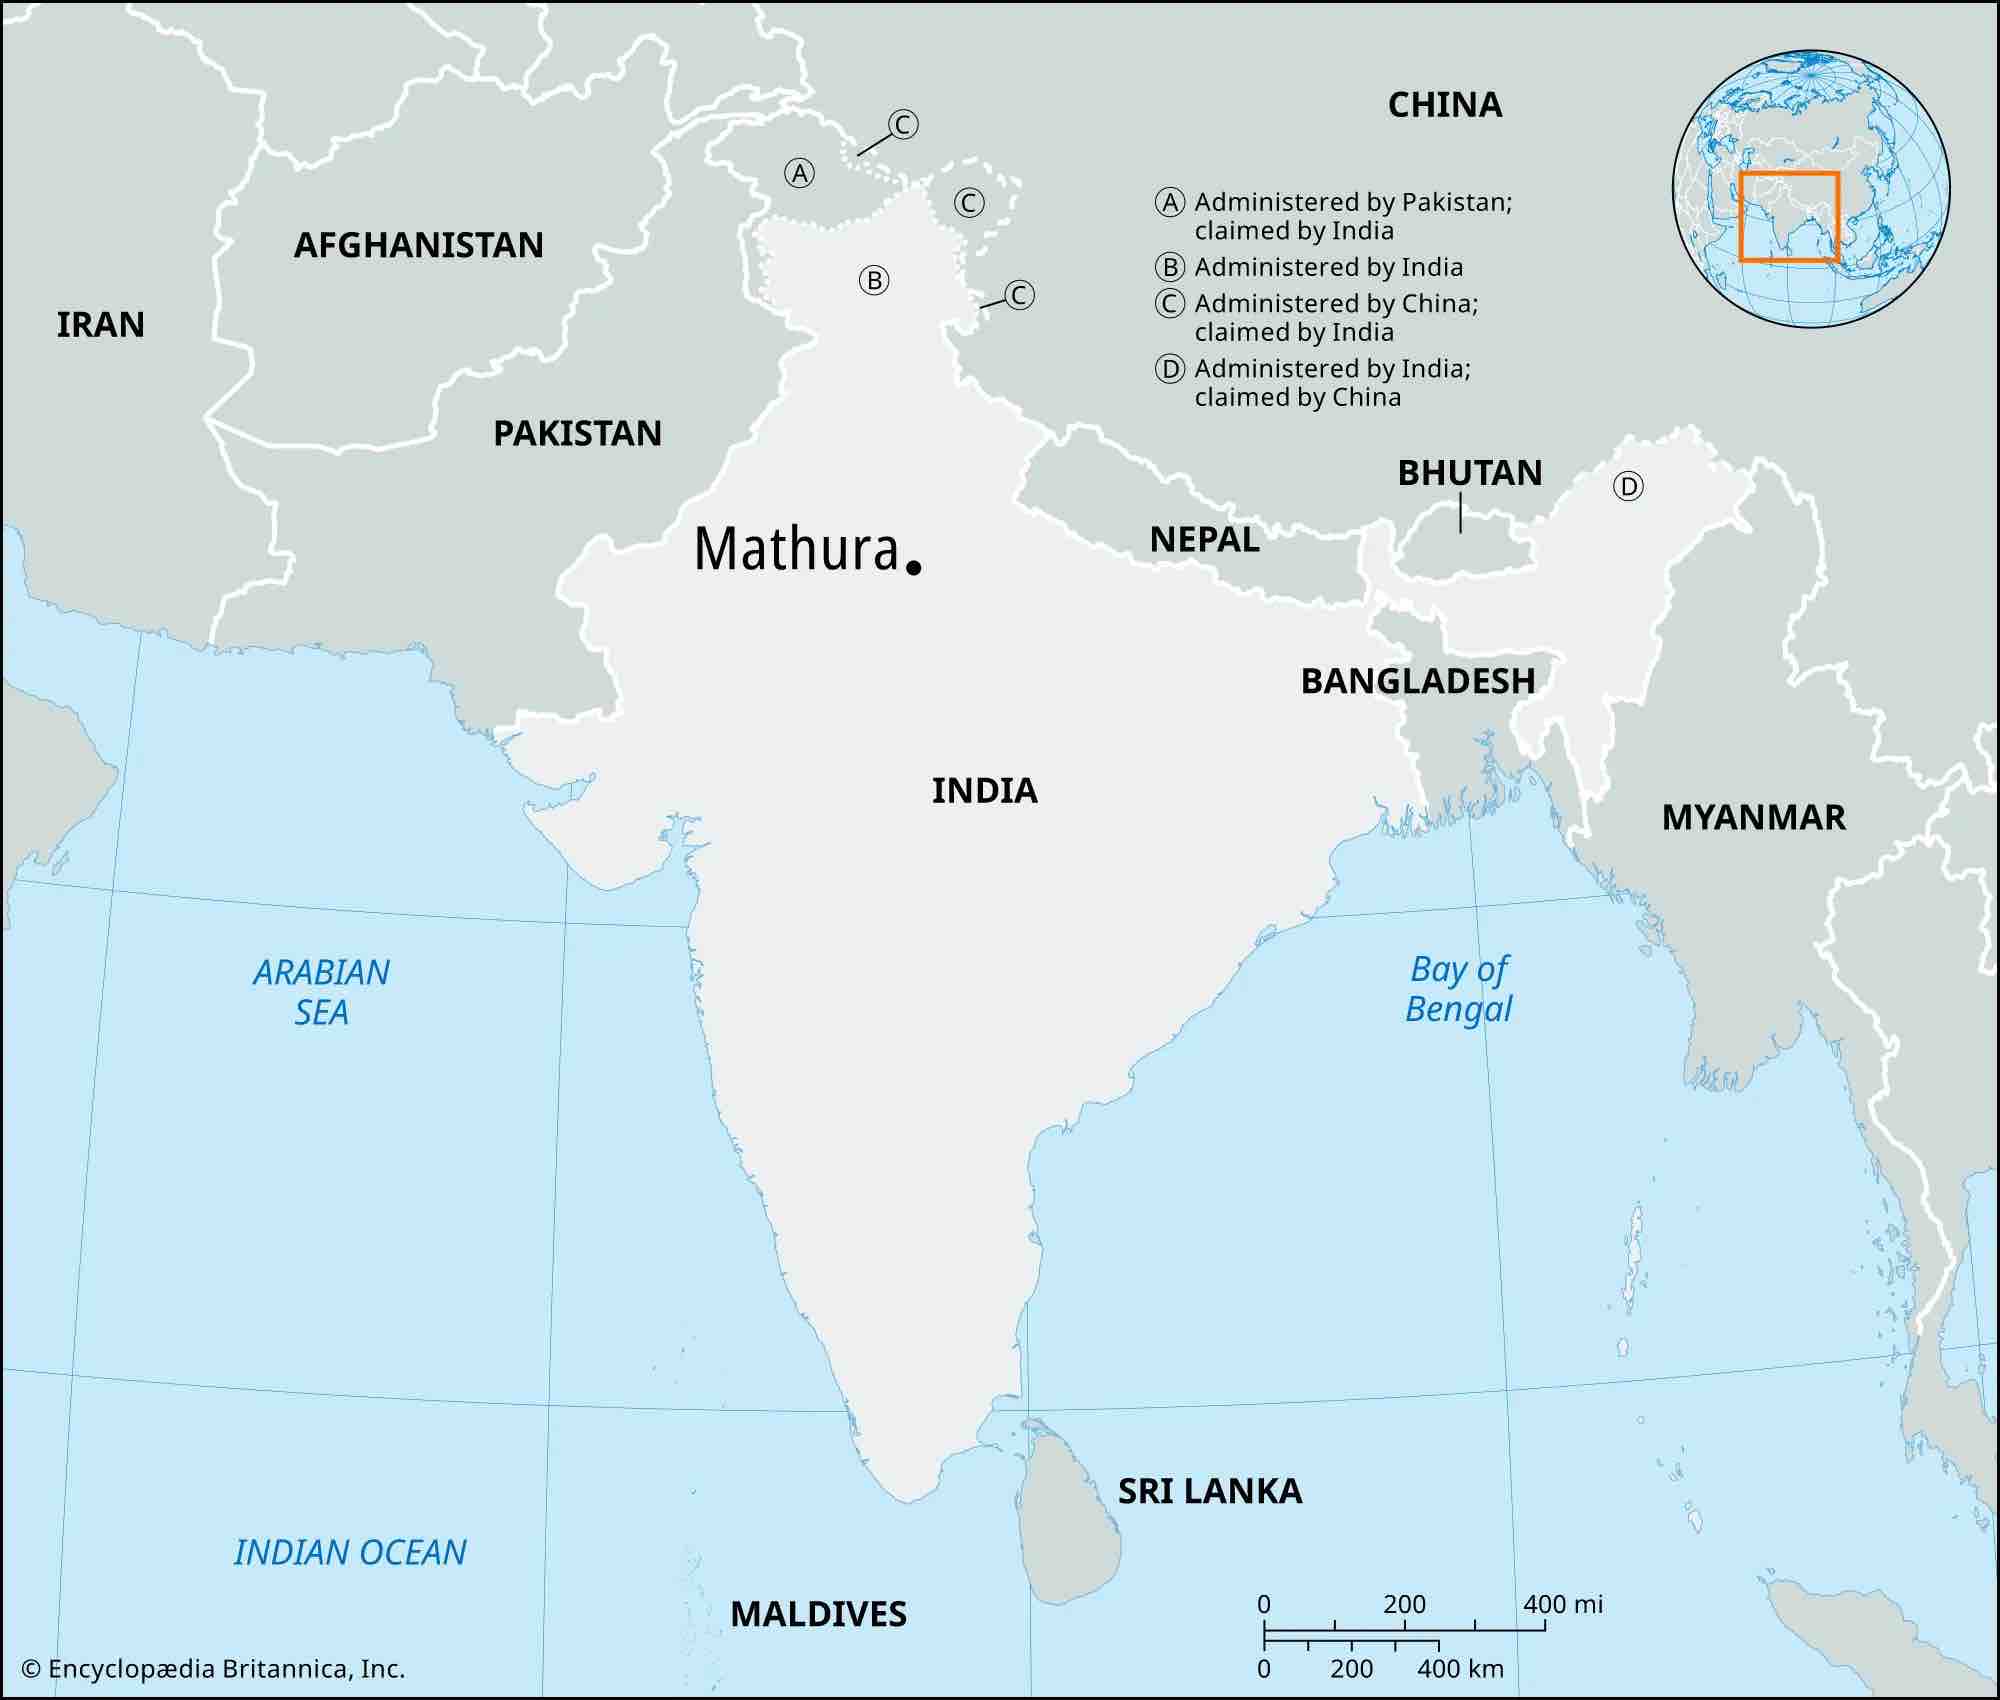 CHINA
Ⓒ
Ⓐ
Ⓒ
Ⓐ Administered by Pakistan;
claimed by India
AFGHANISTAN
Ⓑ Administered by India
Ⓑ
Ⓒ
Ⓒ Administered by China;
claimed by India
IRAN
Ⓓ Administered by India;
claimed by China
PAKISTAN
BHUTAN
Ⓓ
Mathura
NEPAL
BANGLADESH
INDIA
MYANMAR
ARABIAN
SEA
Bay of
Bengal
SRI LANKA
INDIAN OCEAN
MALDIVES
0 200 400 mi
0 200 400 km
© Encyclopædia Britannica, Inc.